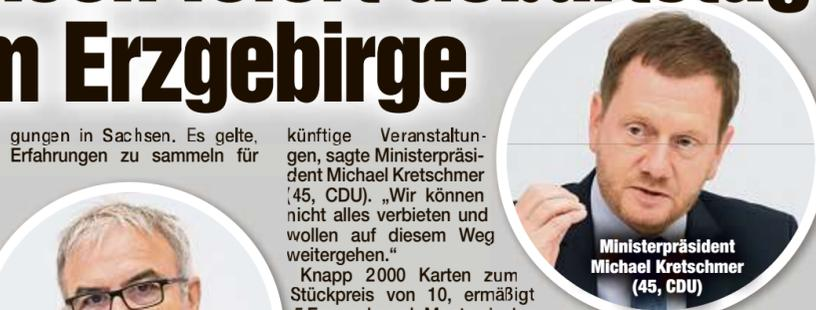 m Erzgebirge
gungen in Sachsen. Es gelte,
Erfahrungen zu sammeln für
künftige Veranstaltun-
gen, sagte Ministerpräsi-
dent Michael Kretschmer
(45, CDU). „Wir können
nicht alles verbieten und
wollen auf diesem Weg
weitergehen.“
Knapp 2000 Karten zum
Stückpreis von 10, ermäßigt
Ministerpräsident
Michael Kretschmer
(45, CDU)